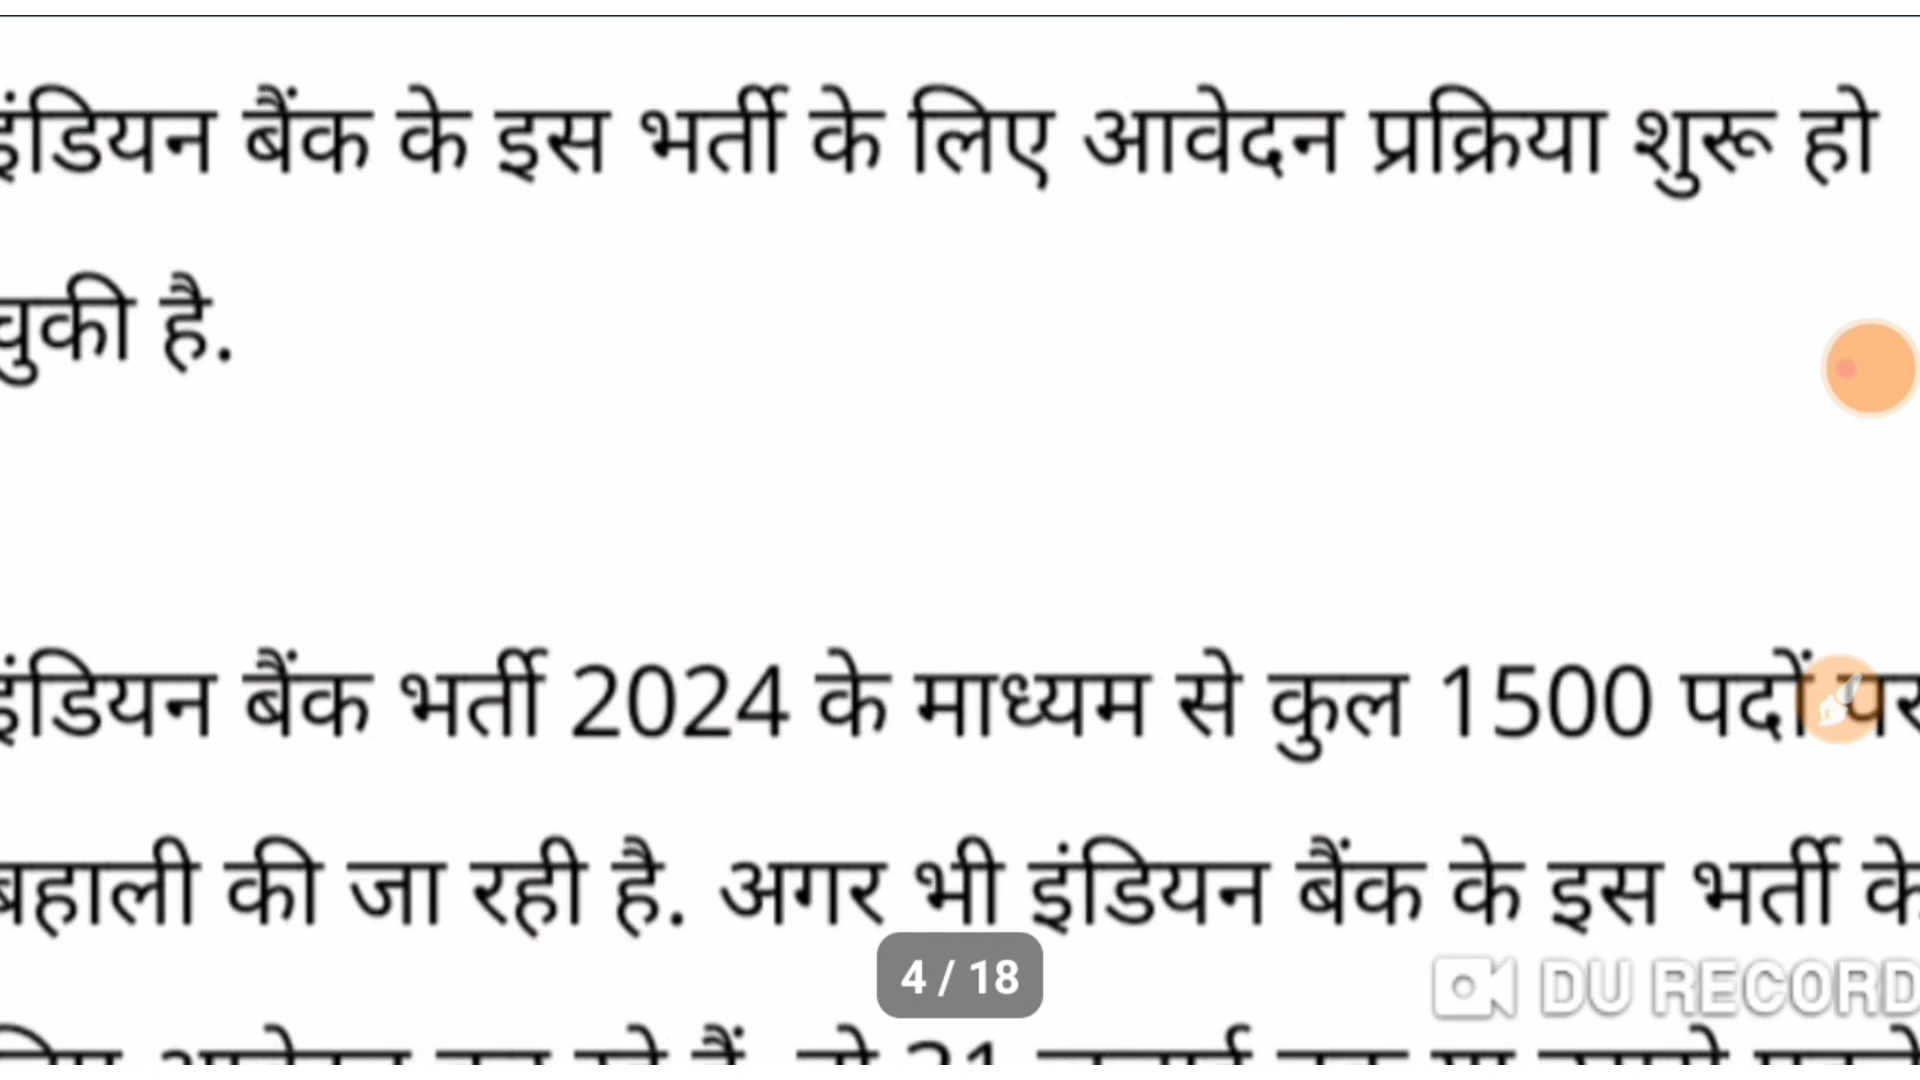 इंडियन बैंक के इस भर्ती के लिए आवेदन प्रक्रिया शुरू हो
चुकी है.
इंडियन बैंक भर्ती 2024 के माध्यम से कुल 1500 पदों पर
बहाली की जा रही है. अगर भी इंडियन बैंक के इस भर्ती के
4 / 18
DU RECORD